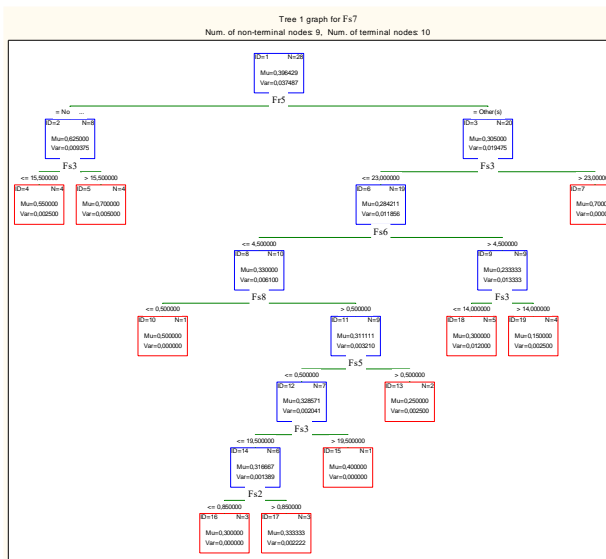 Tree 1 graph for Fs7
Num. of non-terminal nodes: 9, Num. of terminal nodes: 10
ID=1 N=28
Mu=0,396429
Var=0,037487
Fr5
= No ...
= Other(s)
ID=2 N=8
Mu=0,625000
Var=0,009375
Fs3
ID=3 N=20
Mu=0,305000
Var=0,019475
Fs3
<= 15,500000
> 15,500000
<= 23,000000
> 23,00000
ID=4 N=4
Mu=0,550000
Var=0,002500
ID=5 N=4
Mu=0,700000
Var=0,005000
ID=6 N=19
Mu=0,284211
Var=0,011856
Fs6
ID=7
Mu=0,7000
Var=0,0000
<= 4,500000
> 4,500000
ID=8 N=10
Mu=0,330000
Var=0,006100
Fs8
ID=9 N=9
Mu=0,233333
Var=0,013333
Fs3
<= 0,500000
> 0,500000
<= 14,000000
> 14,000000
ID=10 N=1
Mu=0,500000
Var=0,000000
ID=11 N=9
Mu=0,311111
Var=0,003210
Fs5
ID=18 N=5
Mu=0,300000
Var=0,012000
ID=19 N=4
Mu=0,150000
Var=0,002500
<= 0,500000
> 0,500000
ID=12 N=7
Mu=0,328571
Var=0,002041
Fs3
ID=13 N=2
Mu=0,250000
Var=0,002500
<= 19,500000
> 19,500000
ID=14 N=6
Mu=0,316667
Var=0,001389
Fs2
ID=15 N=1
Mu=0,400000
Var=0,000000
<= 0,850000
> 0,850000
ID=16 N=3
Mu=0,300000
Var=0,000000
ID=17 N=3
Mu=0,333333
Var=0,002222